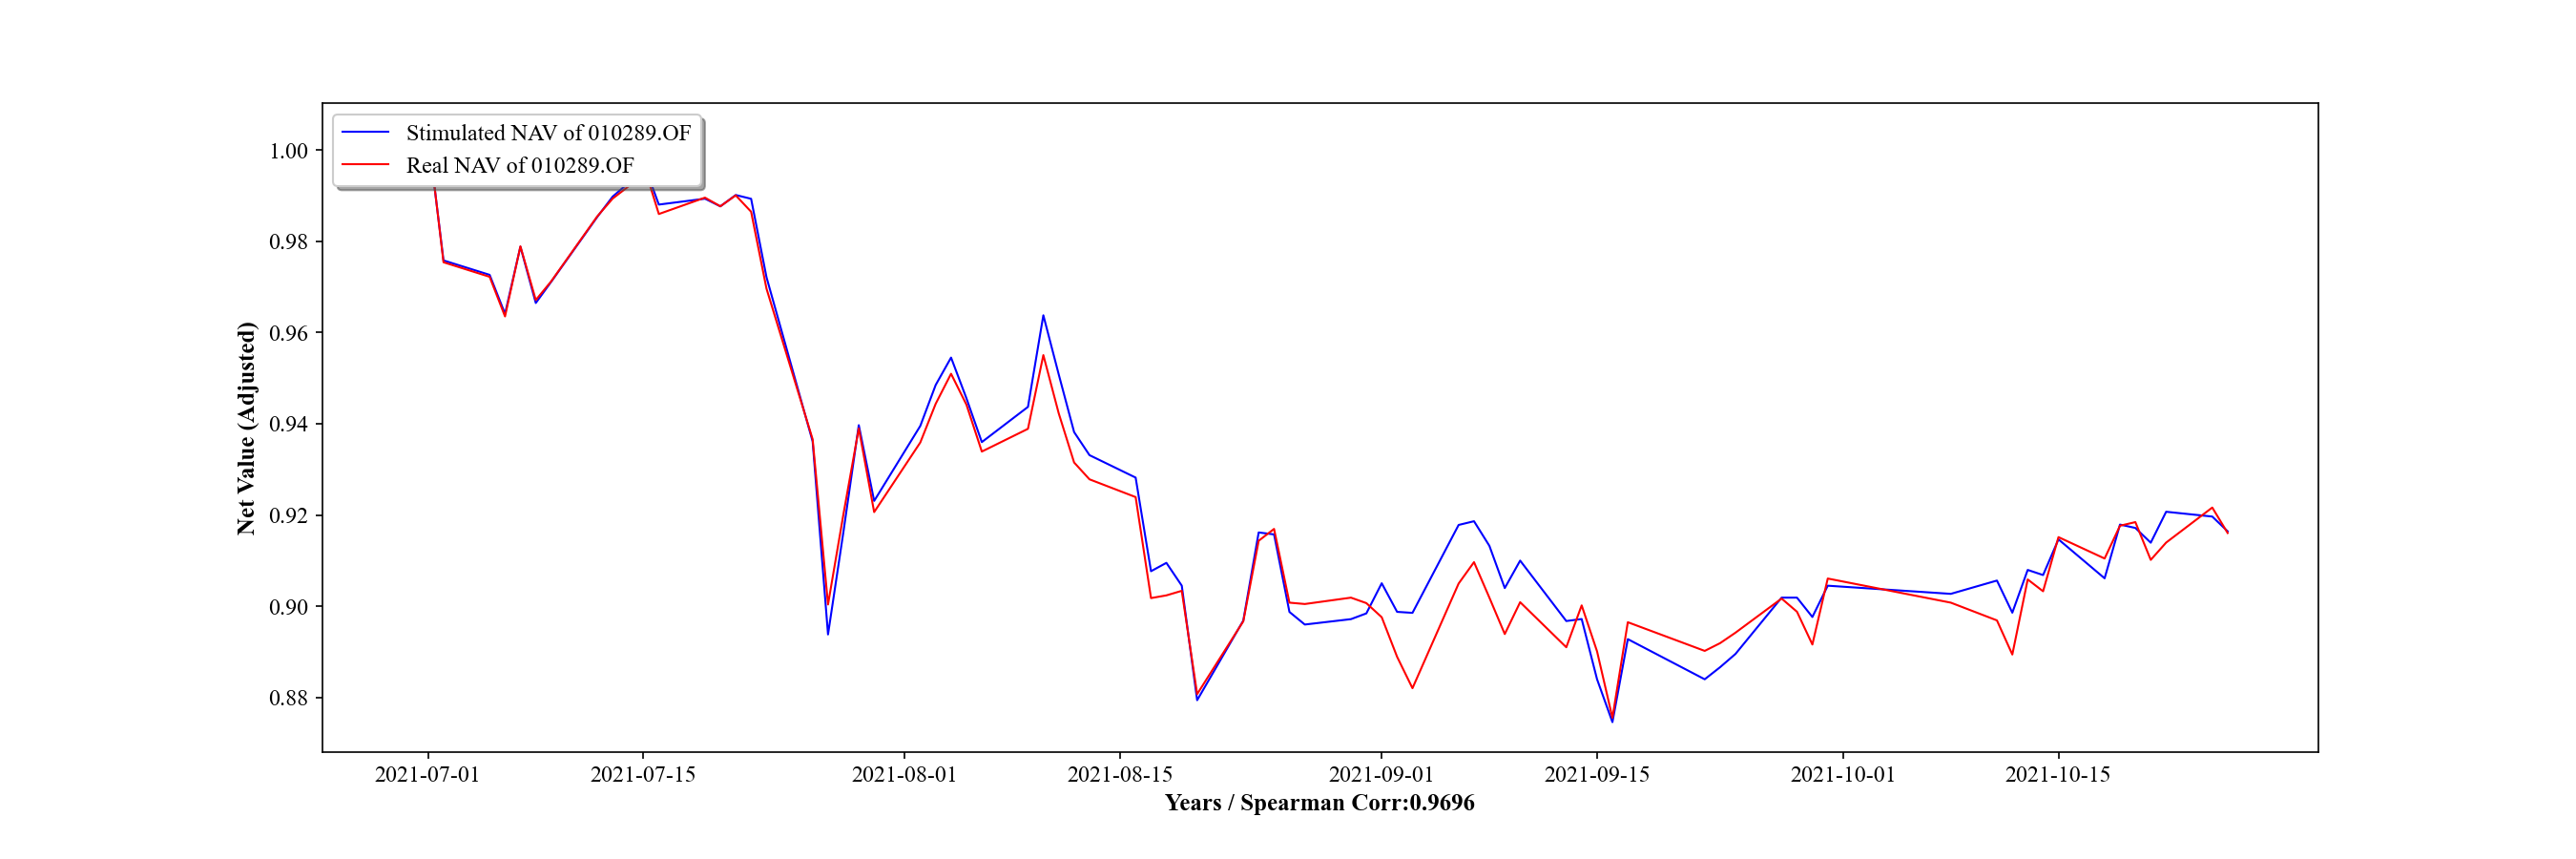 Stimulated NAV of 010289.OF
Real NAV of 010289.OF
Net Value (Adjusted)
1.00
0.98
0.96
0.94
0.92
0.90
0.88
2021-07-01 2021-07-15 2021-08-01 2021-08-15 2021-09-01 2021-09-15 2021-10-01 2021-10-15
Years / Spearman Corr:0.9696